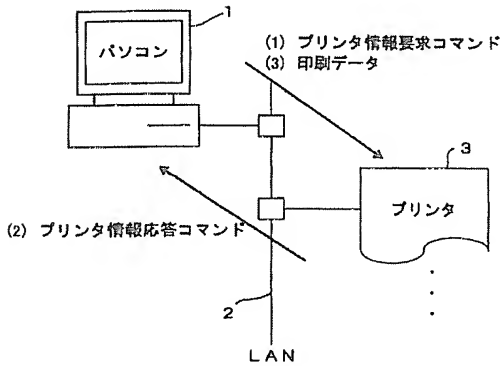 1
パソコン
(1) プリンタ情報要求コマンド
(3) 印刷データ
3
プリンタ
(2) プリンタ情報応答コマンド
2
LAN